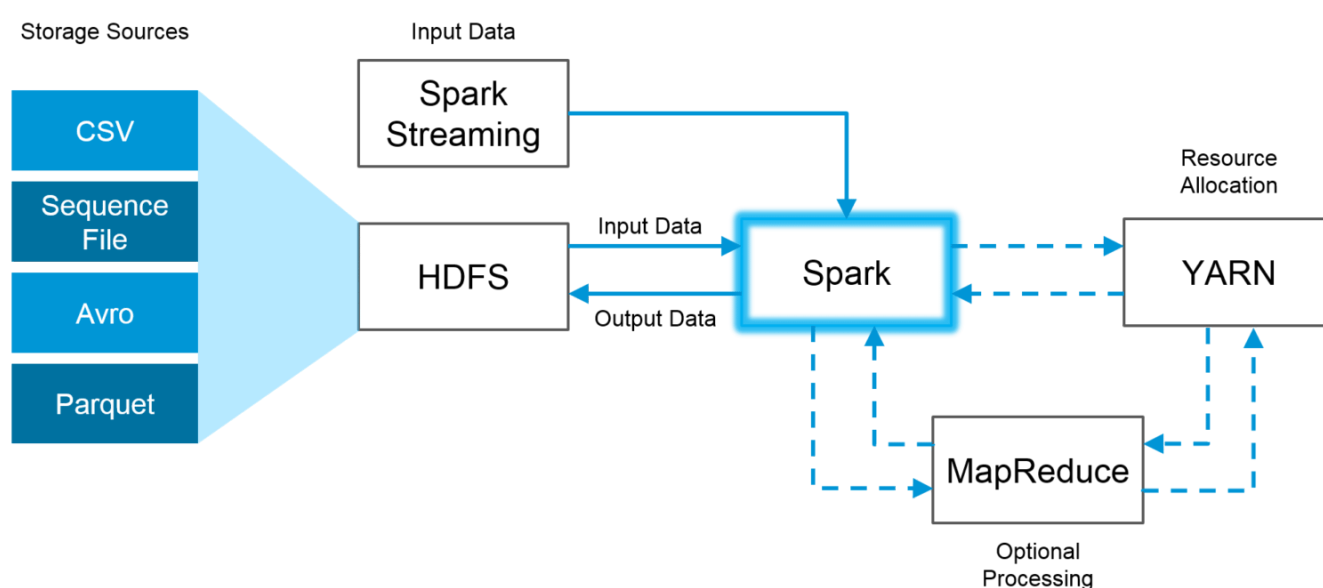 Storage Sources
Input Data
CSV
Sequence
File
Avro
Parquet
Spark
Streaming
HDFS
Input Data
Output Data
Spark
Resource
Allocation
YARN
MapReduce
Optional
Processing